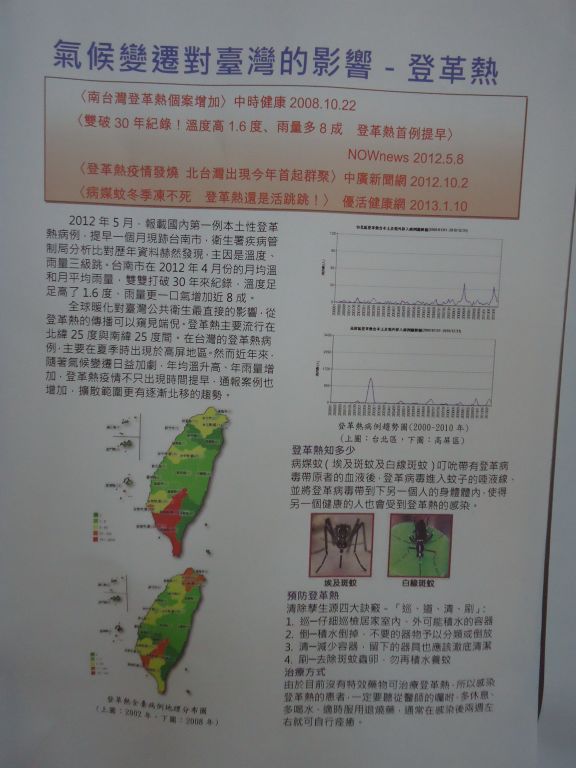 氣候變遷對臺灣的影響 - 登革熱
〈南台灣登革熱個案增加〉中時健康 2008.10.22
〈雙破 30 年紀錄！溫度高 1.6 度、雨量多 8 成　登革熱首例提早〉
NOWnews 2012.5.8
〈登革熱疫情發燒 北台灣出現今年首起群聚〉中廣新聞網 2012.10.2
〈病媒蚊冬季凍不死　登革熱還是活跳跳！〉　優活健康網 2013.1.10
2012 年 5 月，報載國內第一例本土性登革
熱病例，提早一個月現跡台南市，衛生署疾病管
制局分析比對歷年資料赫然發現，主因是溫度、
雨量三級跳。台南市在 2012 年 4 月份的月均溫
和月平均雨量，雙雙打破 30 年來紀錄，溫度足
足高了 1.6 度、雨量更一口氣增加近 8 成。
全球暖化對臺灣公共衛生最直接的影響，從
登革熱的傳播可以窺見端倪。登革熱主要流行在
北緯 25 度與南緯 25 度間。在台灣的登革熱病
例，主要在夏季時出現於高屏地區。然而近年來，
隨著氣候變遷日益加劇，年均溫升高、年雨量增
加，登革熱疫情不只出現時間提早，通報案例也
增加，擴散範圍更有逐漸北移的趨勢。
登革熱全臺病例地理分布圖
（上圖：2002 年，下圖：2008 年）
登革熱病例趨勢圖(2000-2010 年)
（上圖：台北區，下圖：高屏區）
登革熱知多少
病媒蚊（埃及斑蚊及白線斑蚊）叮吮帶有登革病
毒帶原者的血液後，登革病毒進入蚊子的唾液線，
並將登革病毒帶到下另一個人的身體體內，使得
另一個健康的人也會受到登革熱的感染。
埃及斑蚊
白線斑蚊
預防登革熱
清除孳生源四大訣竅－「巡、道、清、刷」：
1. 巡─仔細巡檢居家室內、外可能積水的容器
2. 倒─積水倒掉，不要的器物予以分類或倒放
3. 清─減少容器，留下的器具也應該澈底清潔
4. 刷─去除斑蚊蟲卵，勿再積水養蚊
治療方式
由於目前沒有特效藥物可治療登革熱，所以感染
登革熱的患者，一定要聽從醫師的囑咐，多休息、
多喝水、適時服用退燒藥，通常在感染後兩週左
右就可自行痊癒。